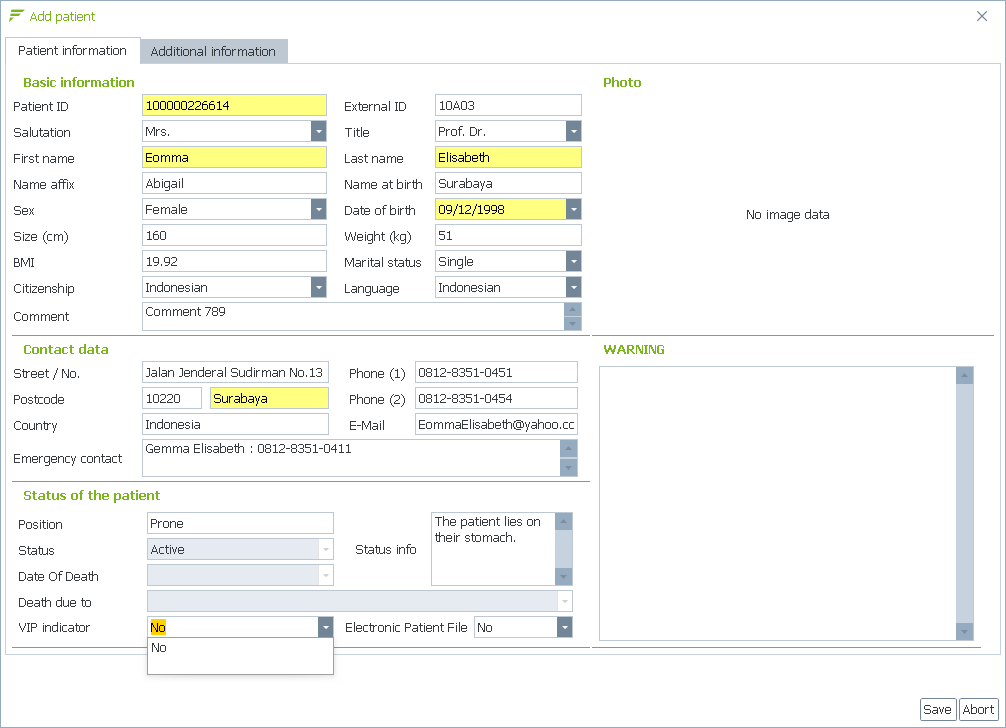 Add patient
Patient information
Additional information
Basic information
Photo
Patient ID 100000226614 External ID 10A03
Salutation Mrs. Title Prof. Dr.
First name Eomma Last name Elisabeth
Name affix Abigail Name at birth Surabaya
Sex Female Date of birth 09/12/1998
No image data
Size (cm) 160 Weight (kg) 51
BMI 19.92 Marital status Single
Citizenship Indonesian Language Indonesian
Comment Comment 789
Contact data
WARNING
Street / No. Jalan Jenderal Sudirman No.13 Phone (1) 0812-8351-0451
Postcode 10220 Surabaya Phone (2) 0812-8351-0454
Country Indonesia E-Mail EommaElisabeth@yahoo.cc
Emergency contact Gemma Elisabeth : 0812-8351-0411
Status of the patient
Position Prone
Status Active
Status info The patient lies on
their stomach.
Date Of Death
Death due to
VIP indicator No Electronic Patient File No
No
Save Abort